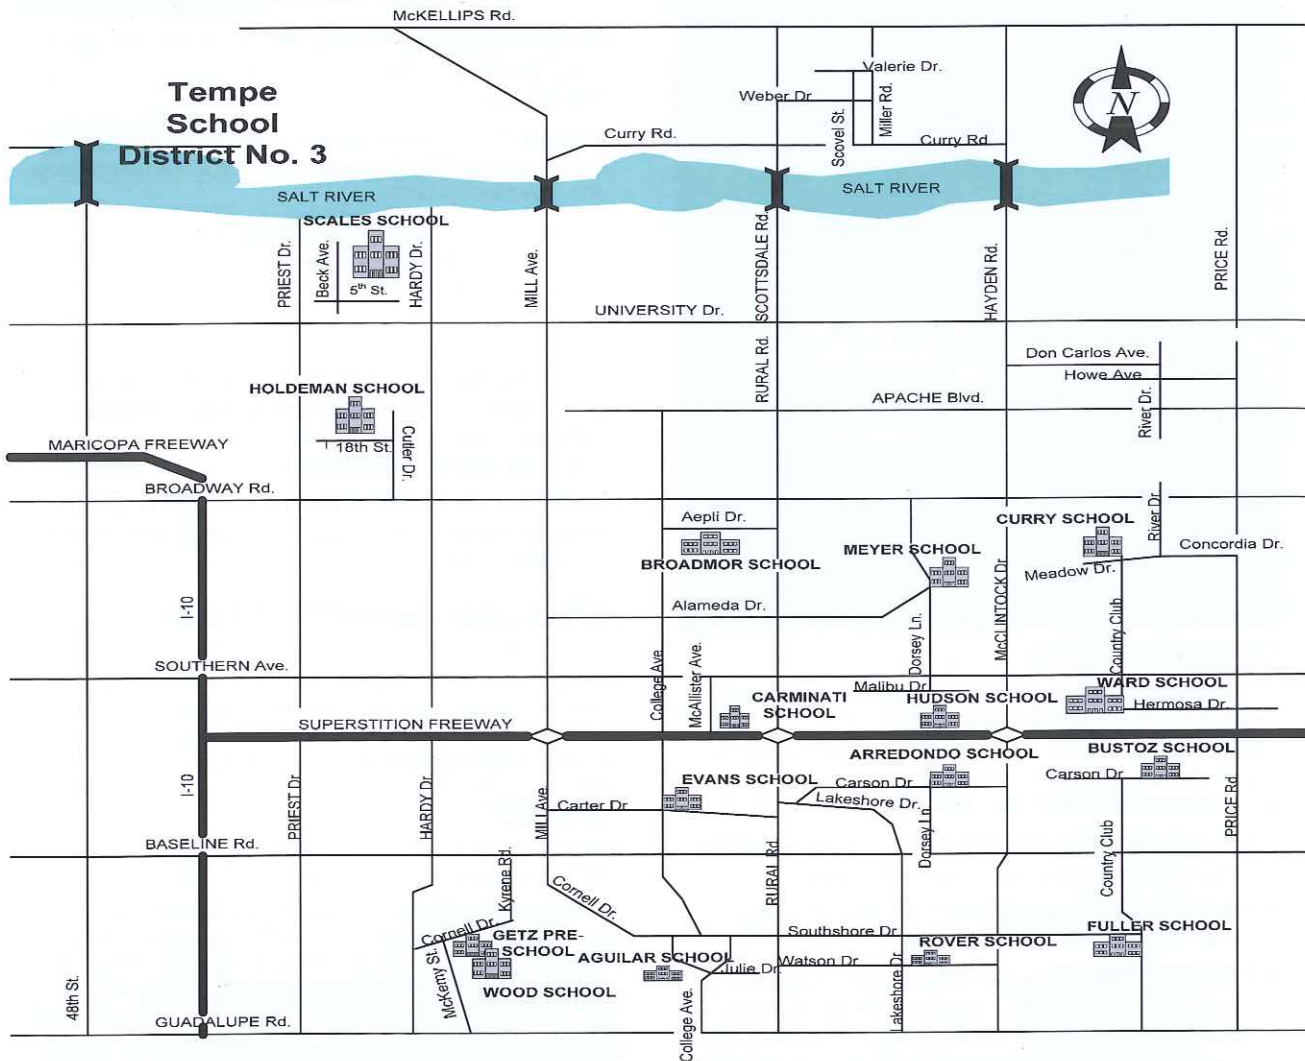 McKELLIPS Rd.
Tempe
School
District No. 3
Valerie Dr.
Weber Dr
Scovel St.
Miller Rd.
N
Curry Rd.
Curry Rd
SALT RIVER
SALT RIVER
SCALES SCHOOL
PRIEST Dr.
Beck Ave.
5th St.
HARDY Dr.
MILL Ave.
SCOTTSDALE Rd.
HAYDEN Rd.
PRICE Rd.
UNIVERSITY Dr.
RURAL Rd.
Don Carlos Ave.
Howe Ave
River Dr.
HOLDEMAN SCHOOL
APACHE Blvd.
18th St.
Cutler Dr.
MARICOPA FREEWAY
BROADWAY Rd.
Aepli Dr.
BROADMOR SCHOOL
MEYER SCHOOL
CURRY SCHOOL
River Dr
Concordia Dr.
Meadow Dr.
I-10
Alameda Dr.
Dorsey Ln.
McCLINTOCK Dr
Country Club
SOUTHERN Ave.
College Ave
McAllister Ave.
Malibu Dr
CARMINATI
SCHOOL
HUDSON SCHOOL
WARD SCHOOL
Hermosa Dr.
SUPERSTITION FREEWAY
ARREDONDO SCHOOL
BUSTOZ SCHOOL
I-10
PRIEST Dr
HARDY Dr
MILL Ave.
EVANS SCHOOL
Carson Dr
Carson Dr
Carter Dr
Lakeshore Dr.
Dorsey Ln
PRICE Rd
BASELINE Rd.
Kyrene Rd.
Cornell Dr.
RURAL Rd
Country Club
Cornell Dr.
GETZ PRE-
SCHOOL
Southshore Dr
FULLER SCHOOL
ROVER SCHOOL
McKemy St.
AGUILAR SCHOOL
Julie Dr
Watson Dr
WOOD SCHOOL
Lakeshore Dr
48th St.
GUADALUPE Rd.
College Ave.